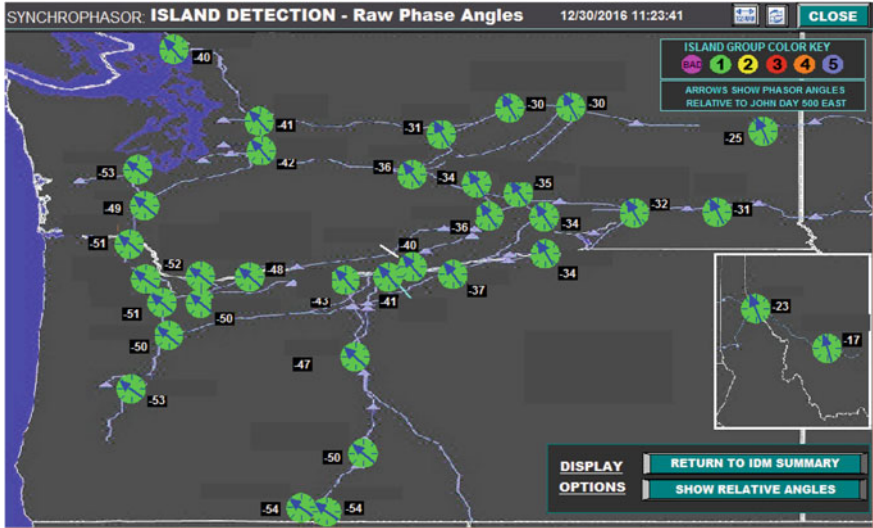 SYNCHROPHASOR: ISLAND DETECTION - Raw Phase Angles 12/30/2016 11:23:41 CLOSE
ISLAND GROUP COLOR KEY
BAD 1 2 3 4 5
ARROWS SHOW PHASOR ANGLES
RELATIVE TO JOHN DAY 500 EAST
-40
-30 -30
-41 -31
-25
-42
-36
-53 -34
-35
-49
-32 -31
-36 -34
-51
-40
-52 -48
-34
-37
-43 -41
-51 -50
-23
-50
-17
-47
-53
-50
-54 -54
DISPLAY
OPTIONS
RETURN TO IDM SUMMARY
SHOW RELATIVE ANGLES